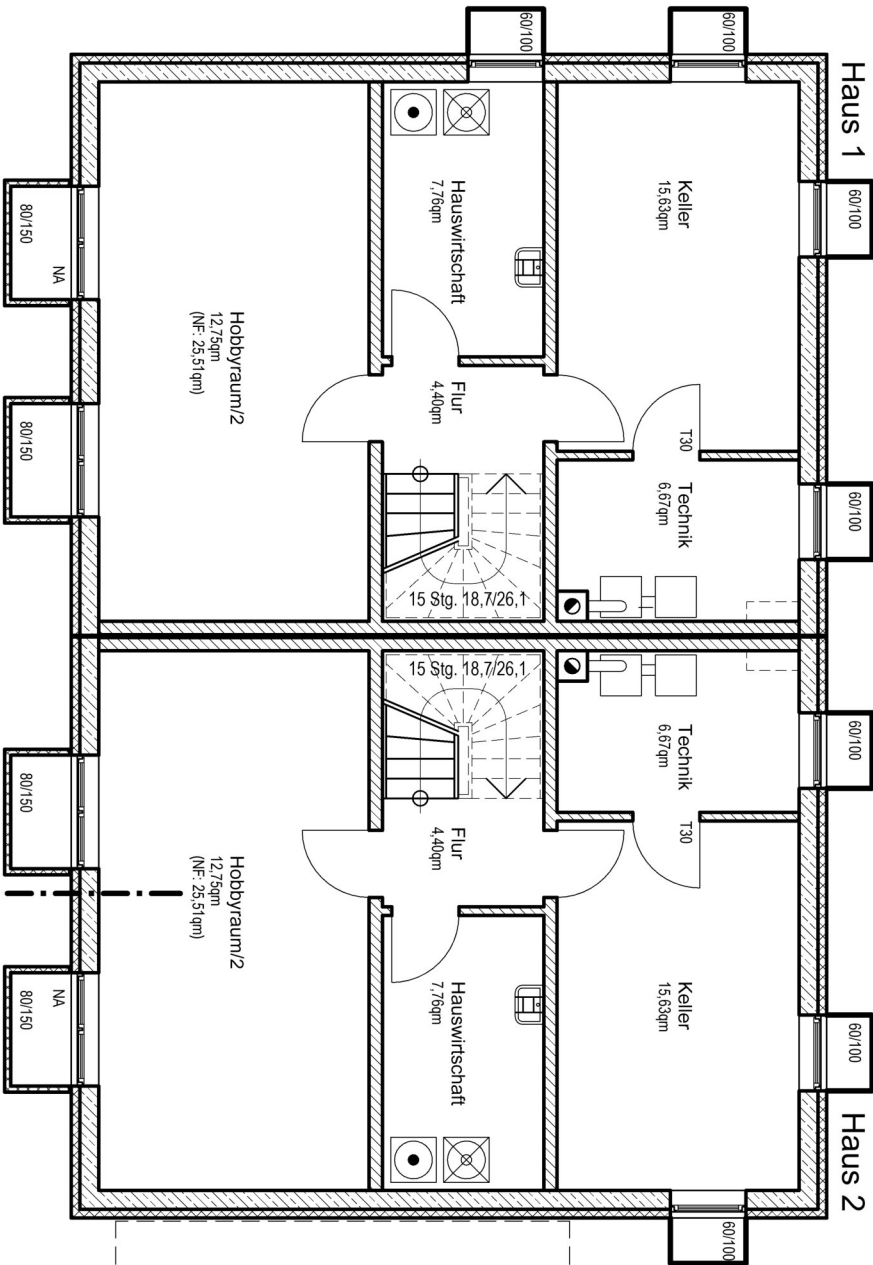 Haus 1
60/100
60/100
60/100
60/100
Haus 2
60/100
60/100
Keller
15,63qm
T30
Technik
6,67qm
Technik
6,67qm
T30
Keller
15,63qm
60/100
Hauswirtschaft
7,76qm
Flur
4,40qm
15 Stg. 18,7/26,1
15 Stg. 18,7/26,1
Flur
4,40qm
Hauswirtschaft
7,76qm
Hobbyraum/2
12,75qm
(NF: 25,51qm)
Hobbyraum/2
12,75qm
(NF: 25,51qm)
NA
80/150
80/150
80/150
NA
80/150